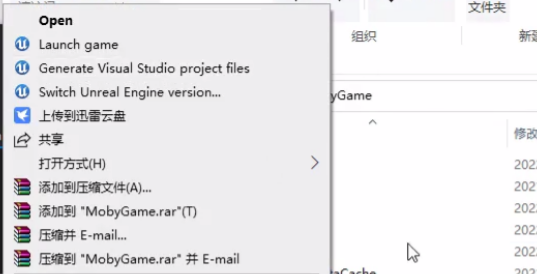 Open
Launch game
Generate Visual Studio project files
Switch Unreal Engine version...
上传到迅雷云盘
共享
打开方式(H)
添加到压缩文件(A)...
添加到 "MobyGame.rar"(T)
压缩并 E-mail...
压缩到 "MobyGame.rar" 并 E-mail
文件夹
组织
新建
yGame
修改
202
202
202
202
202
aCache